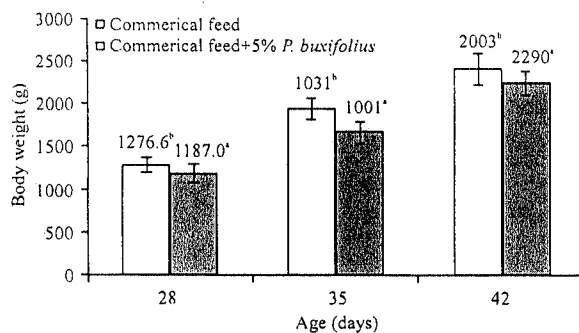 Commerical feed
Commerical feed+5% P. buxifolius
3000
2500
2000
1500
1000
500
0
Body weight (g)
1276.6b
1187.0a
1031b
1001a
2003b
2290a
28
35
42
Age (days)